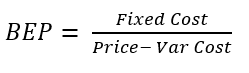 BEP = Fixed Cost / Price− Var Cost